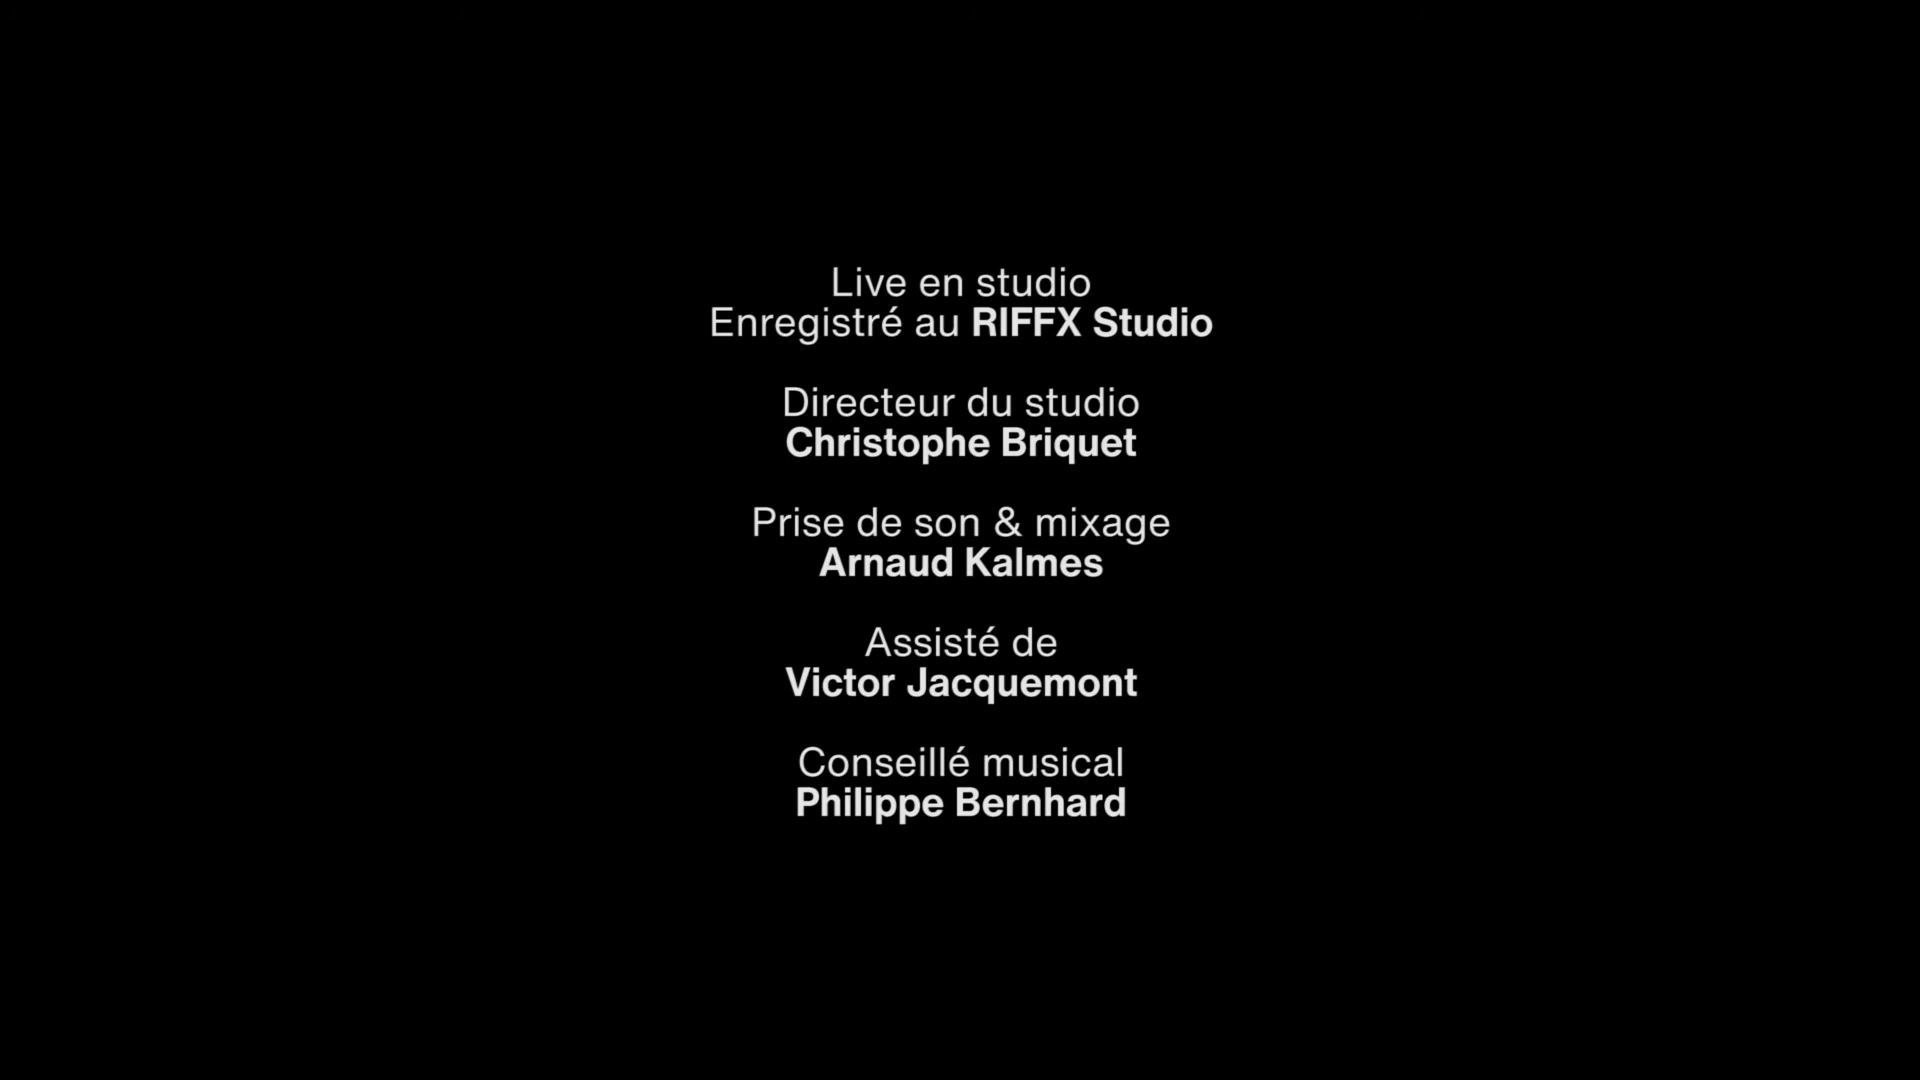 Live en studio
Enregistré au RIFFX Studio
Directeur du studio
Christophe Briquet
Prise de son & mixage
Arnaud Kalmes
Assisté de
Victor Jacquemont
Conseillé musical
Philippe Bernhard